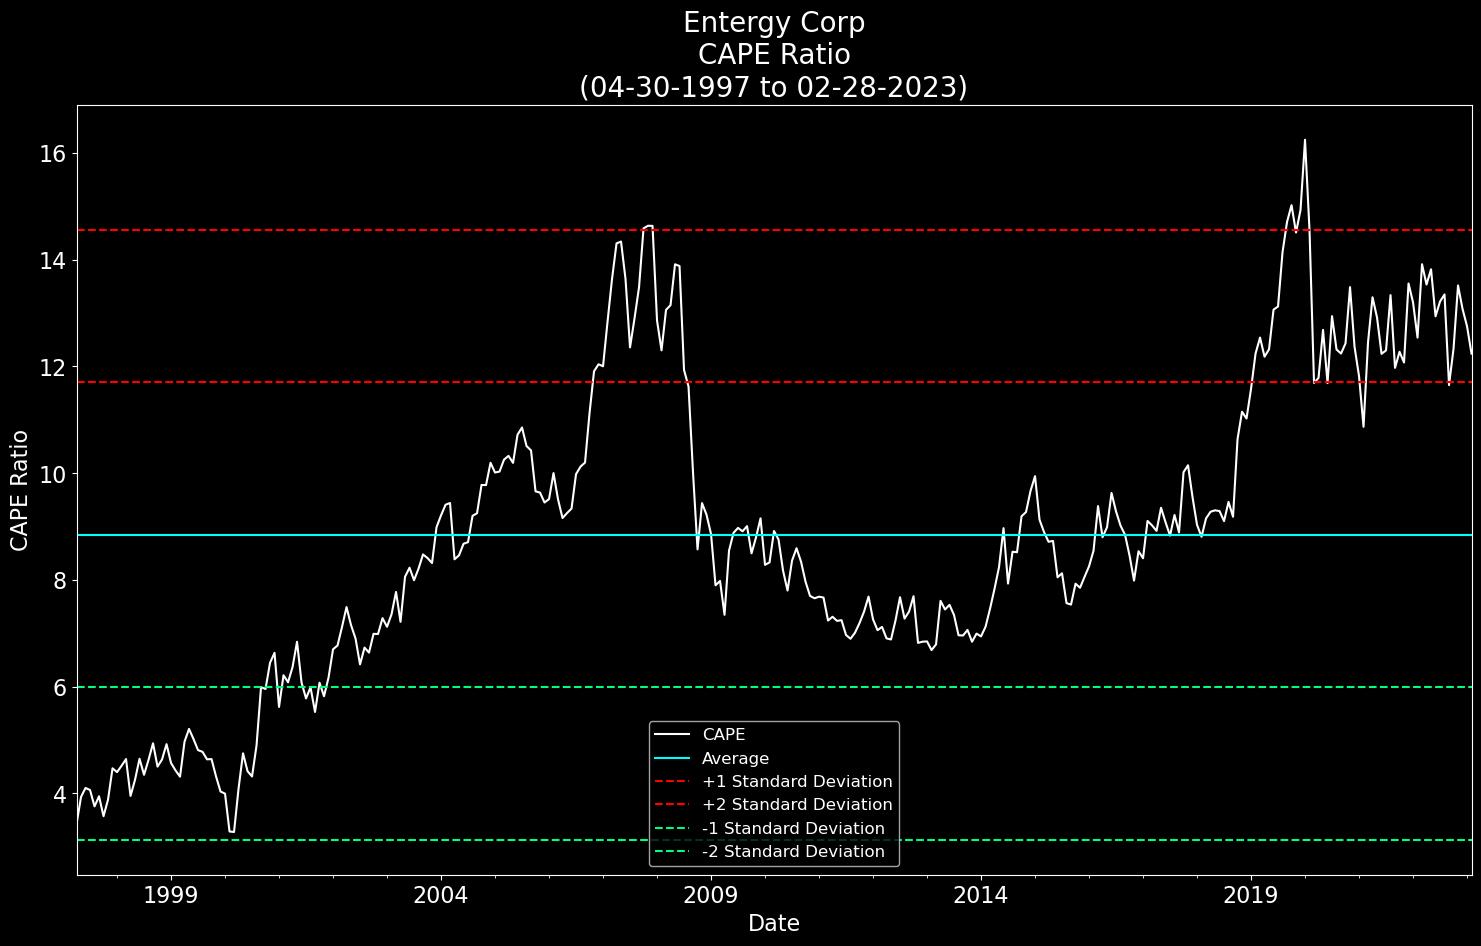 Entergy Corp
CAPE Ratio
(04-30-1997 to 02-28-2023)
CAPE Ratio
16
14
12
10
8
6
4
CAPE
Average
+1 Standard Deviation
+2 Standard Deviation
-1 Standard Deviation
-2 Standard Deviation
1999 2004 2009 2014 2019
Date